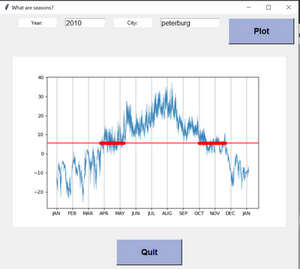 What are seasons?
Year: 2010 City: peterburg Plot
40
30
20
10
0
−10
−20
JAN FEB MAR APR MAY JUN JUL AUG SEP OCT NOV DEC JAN
Quit